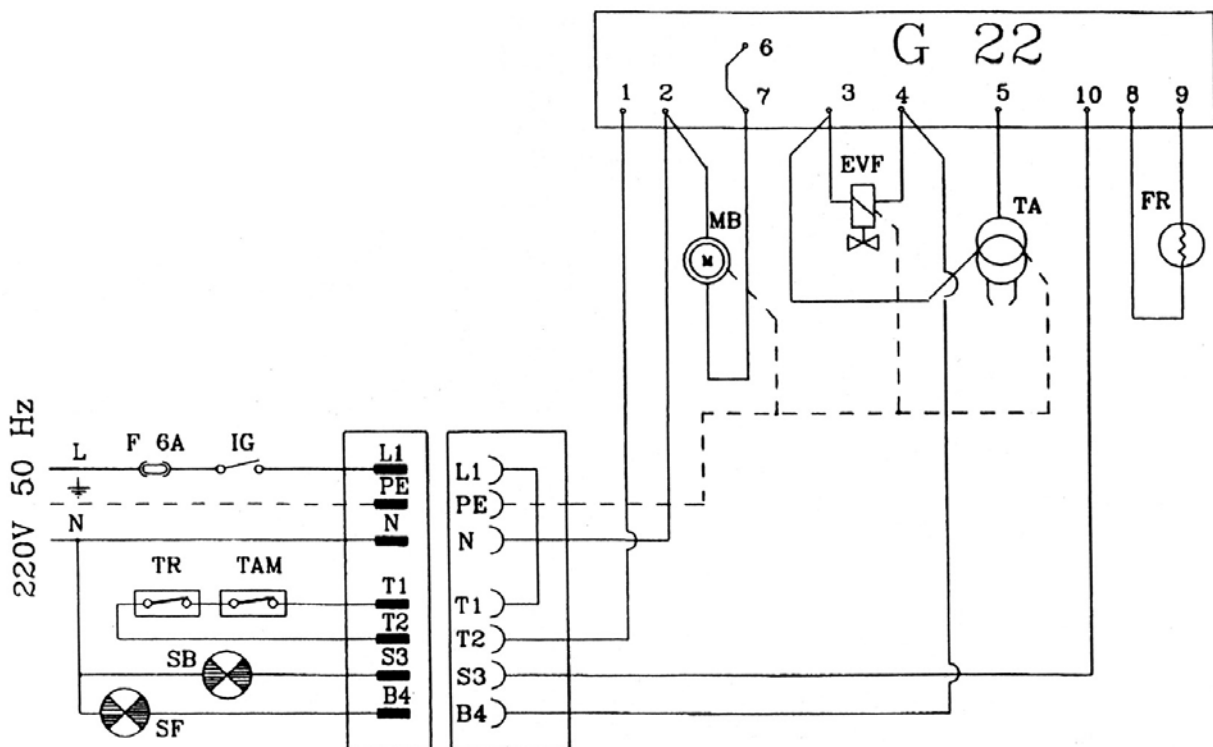 G 22
6
1 2 7 3 4 5 10 8 9
EVF
MB
TA
FR
M
220V 50 Hz
L F 6A IG L1 L1
PE PE
N N N
TR TAM T1 T1
T2 T2
SB S3 S3
SF B4 B4